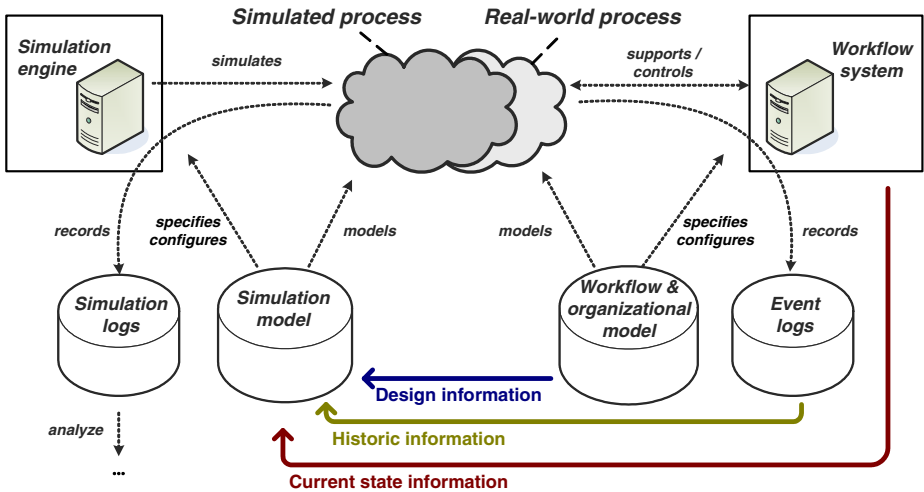 Simulated process
Real-world process
Simulation
engine
simulates
supports /
controls
Workflow
system
records
specifies
configures
models
models
specifies
configures
records
Simulation
logs
Simulation
model
Workflow &
organizational
model
Event
logs
Design information
analyze
Historic information
...
Current state information